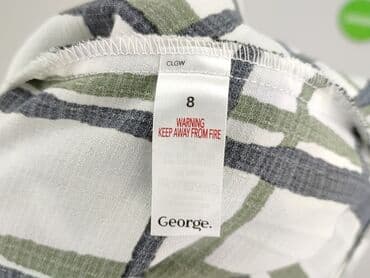 CLGW
8
WARNING
KEEP AWAY FROM FIRE
George.